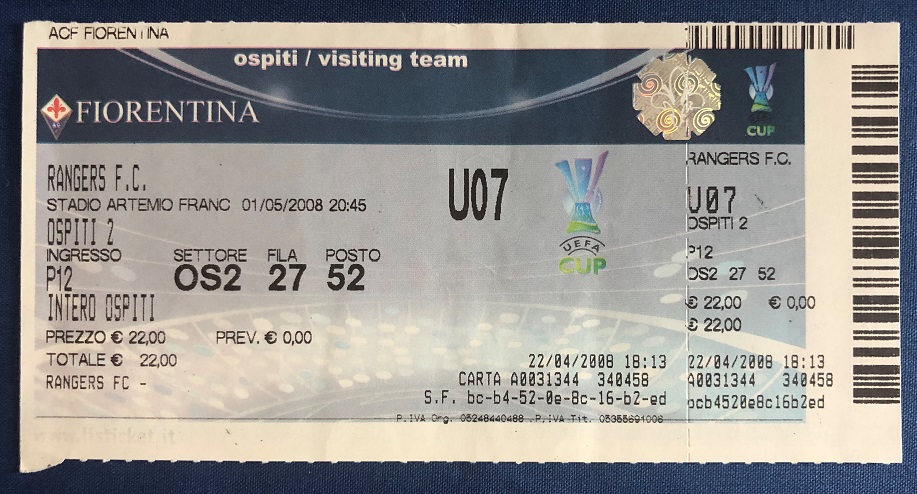 ACF FIORENTINA
ospiti / visiting team
FIORENTINA
CUP
RANGERS F.C.
STADIO ARTEMIO FRANC 01/05/2008 20:45
OSPITI 2
INGRESSO SETTORE FILA POSTO
P12 OS2 27 52
INTERO OSPITI
PREZZO € 22,00 PREV. € 0,00
TOTALE € 22,00
RANGERS FC -
U07
UEFA
CUP
22/04/2008 18:13
CARTA A0031344 340458
S.F. bc-b4-52-0e-8c-16-b2-ed
P.IVA Org. 05248440488 .P.IVA-Tit. 05355691006
www.listicket.it
RANGERS F.C.
U07
OSPITI 2
P12
OS2 27 52
€ 22,00 € 0,00
€ 22,00
22/04/2008 18:13
A0031344 340458
bcb4520e8c16b2ed